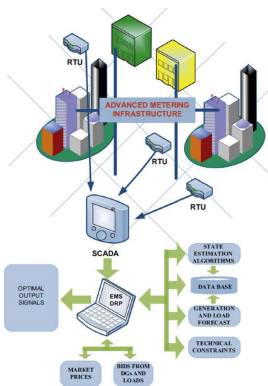 RTU
ADVANCED METERING
INFRASTRUCTURE
RTU
RTU
SCADA
STATE
ESTIMATION
ALGORITHMS
OPTIMAL
OUTPUT
SIGNALS
EMS
DRP
DATA BASE
GENERATION
AND LOAD
FORECAST
TECHNICAL
CONSTRAINTS
MARKET
PRICES
BIDS FROM
DGs and
LOADS